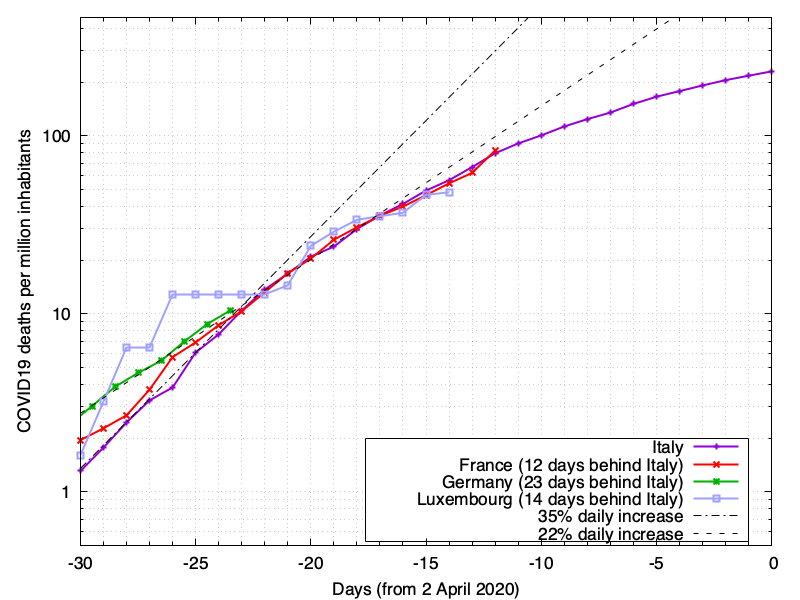 100
10
1
COVID19 deaths per million inhabitants
Italy
France (12 days behind Italy)
Germany (23 days behind Italy)
Luxembourg (14 days behind Italy)
35% daily increase
22% daily increase
-30 -25 -20 -15 -10 -5 0
Days (from 2 April 2020)